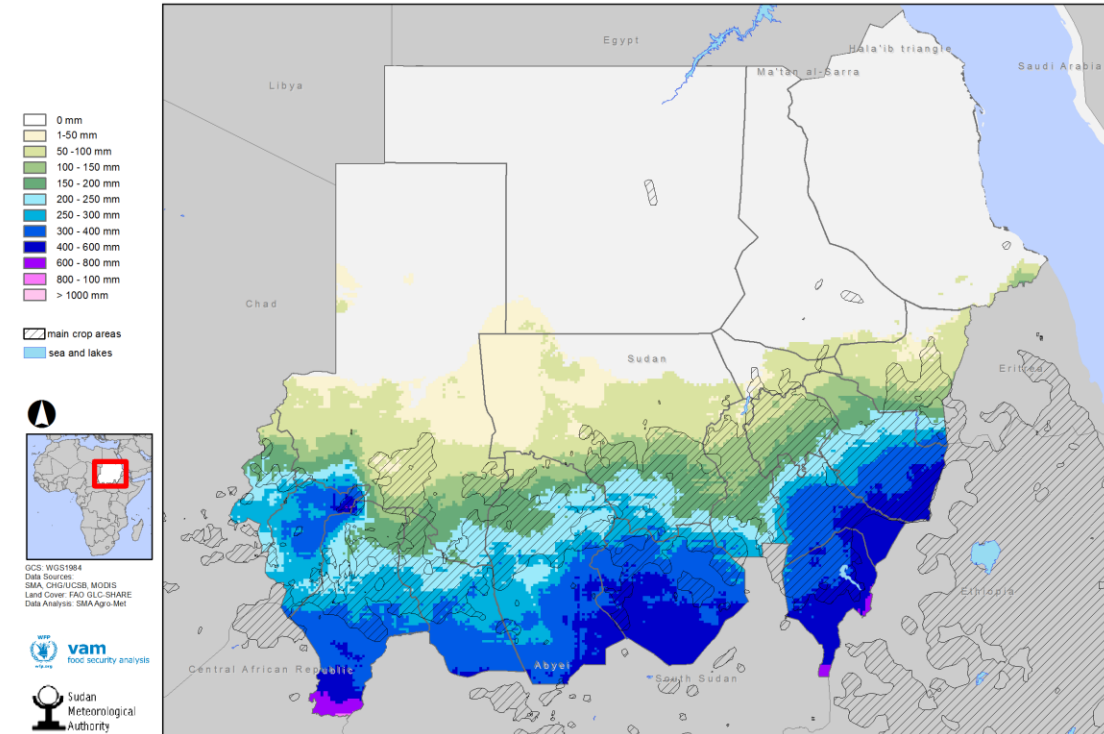 Egypt
Hala'ib triangle
Ma'tan al-Sarra
Saudi Arabia
Libya
0 mm
1-50 mm
50 -100 mm
100 - 150 mm
150 - 200 mm
200 - 250 mm
250 - 300 mm
300 - 400 mm
400 - 600 mm
600 - 800 mm
800 - 100 mm
> 1000 mm
main crop areas
sea and lakes
Chad
Sudan
Eritrea
GCS: WGS1984
Data Sources:
SMA, CHG/UCSB, MODIS
Land Cover: FAO GLC-SHARE
Data Analysis: SMA Agro-Met
Ethiopia
WFP
wfp.org
vam
food security analysis
Central African Republic
Abyei
South Sudan
Sudan
Meteorological
Authority